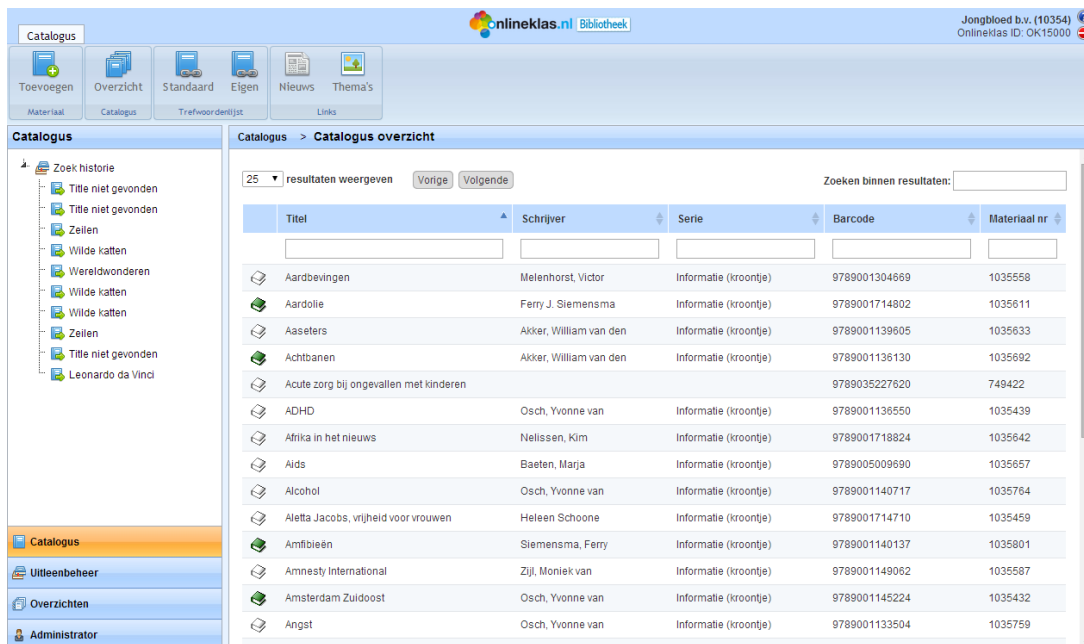 Catalogus
onlineklas.nl Bibliotheek
Jongbloed b.v. (10354)
Onlineklas ID: OK15000
Toevoegen Overzicht Standaard Eigen Nieuws Thema's
Materiaal Catalogus Trefwoordenlijst Links
Catalogus
Zoek historie
Title niet gevonden
Title niet gevonden
Zeilen
Wilde katten
Wereldwonderen
Wilde katten
Wilde katten
Zeilen
Title niet gevonden
Leonardo da Vinci
Catalogus
Uitleenbeheer
Overzichten
Administrator
Catalogus > Catalogus overzicht
25 resultaten weergeven Vorige Volgende Zoeken binnen resultaten:
Titel Schrijver Serie Barcode Materiaal nr
Aardbevingen Melenhorst, Victor Informatie (kroontje) 9789001304669 1035558
Aardolie Ferry J. Siemensma Informatie (kroontje) 9789001714802 1035611
Aaseters Akker, William van den Informatie (kroontje) 9789001139605 1035633
Achtbanen Akker, William van den Informatie (kroontje) 9789001136130 1035692
Acute zorg bij ongevallen met kinderen 9789035227620 749422
ADHD Osch, Yvonne van Informatie (kroontje) 9789001136550 1035439
Afrika in het nieuws Nelissen, Kim Informatie (kroontje) 9789001718824 1035642
Aids Baeten, Marja Informatie (kroontje) 9789005009690 1035657
Alcohol Osch, Yvonne van Informatie (kroontje) 9789001140717 1035764
Aletta Jacobs, vrijheid voor vrouwen Heleen Schoone Informatie (kroontje) 9789001714710 1035459
Amfibieën Siemensma, Ferry Informatie (kroontje) 9789001140137 1035801
Amnesty International Zijl, Moniek van Informatie (kroontje) 9789001149062 1035587
Amsterdam Zuidoost Osch, Yvonne van Informatie (kroontje) 9789001145224 1035432
Angst Osch, Yvonne van Informatie (kroontje) 9789001133504 1035759